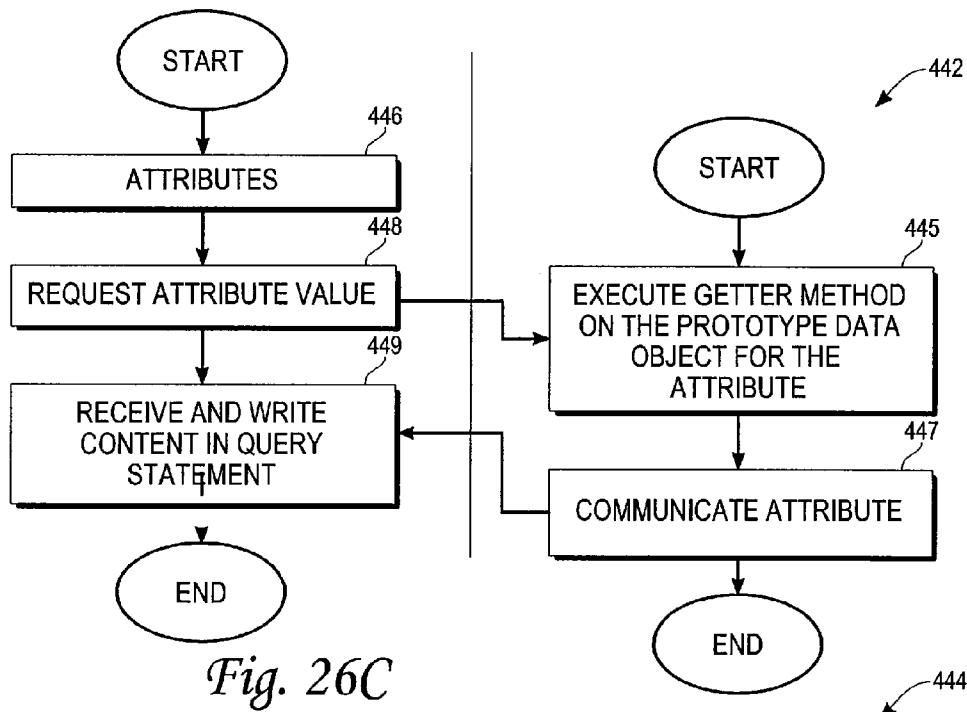 START
446
ATTRIBUTES
448
REQUEST ATTRIBUTE VALUE
449
RECEIVE AND WRITE
CONTENT IN QUERY
STATEMENT
END
442
START
445
EXECUTE GETTER METHOD
ON THE PROTOTYPE DATA
OBJECT FOR THE
ATTRIBUTE
447
COMMUNICATE ATTRIBUTE
END
Fig. 26C
444